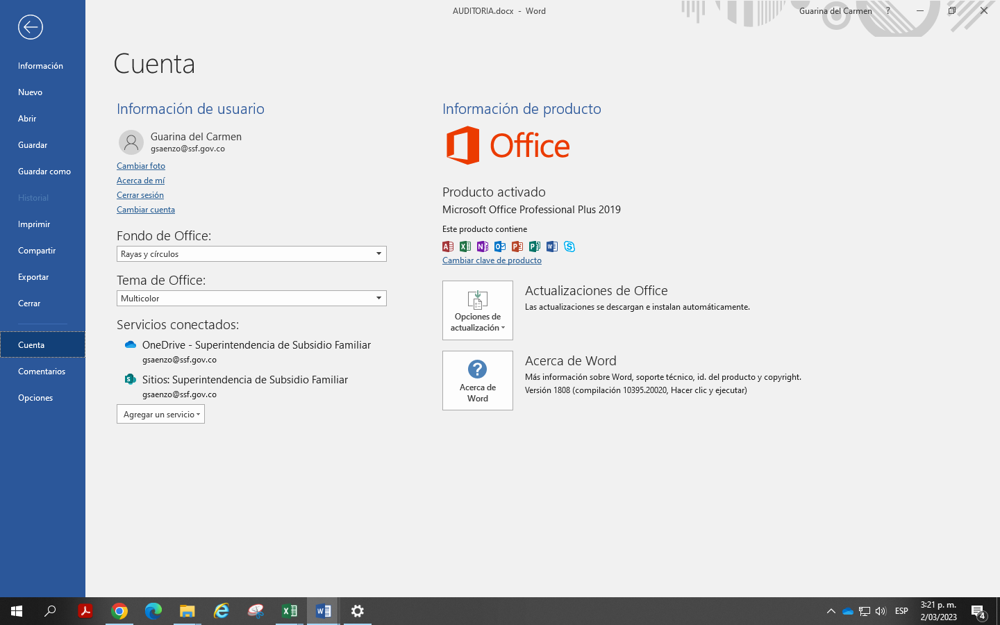 AUDITORIA.docx - Word
Guarina del Carmen
?
Información
Nuevo
Abrir
Guardar
Guardar como
Historial
Imprimir
Compartir
Exportar
Cerrar
Cuenta
Comentarios
Opciones
Cuenta
Información de usuario
Guarina del Carmen
gsaenzo@ssf.gov.co
Cambiar foto
Acerca de mí
Cerrar sesión
Cambiar cuenta
Fondo de Office:
Rayas y círculos
Tema de Office:
Multicolor
Servicios conectados:
OneDrive - Superintendencia de Subsidio Familiar
gsaenzo@ssf.gov.co
Sitios: Superintendencia de Subsidio Familiar
gsaenzo@ssf.gov.co
Agregar un servicio
Información de producto
Office
Producto activado
Microsoft Office Professional Plus 2019
Este producto contiene
Cambiar clave de producto
Opciones de
actualización
Actualizaciones de Office
Las actualizaciones se descargan e instalan automáticamente.
Acerca de
Word
Acerca de Word
Más información sobre Word, soporte técnico, id. del producto y copyright.
Versión 1808 (compilación 10395.20020, Hacer clic y ejecutar)
ESP
3:21 p. m.
2/03/2023
4